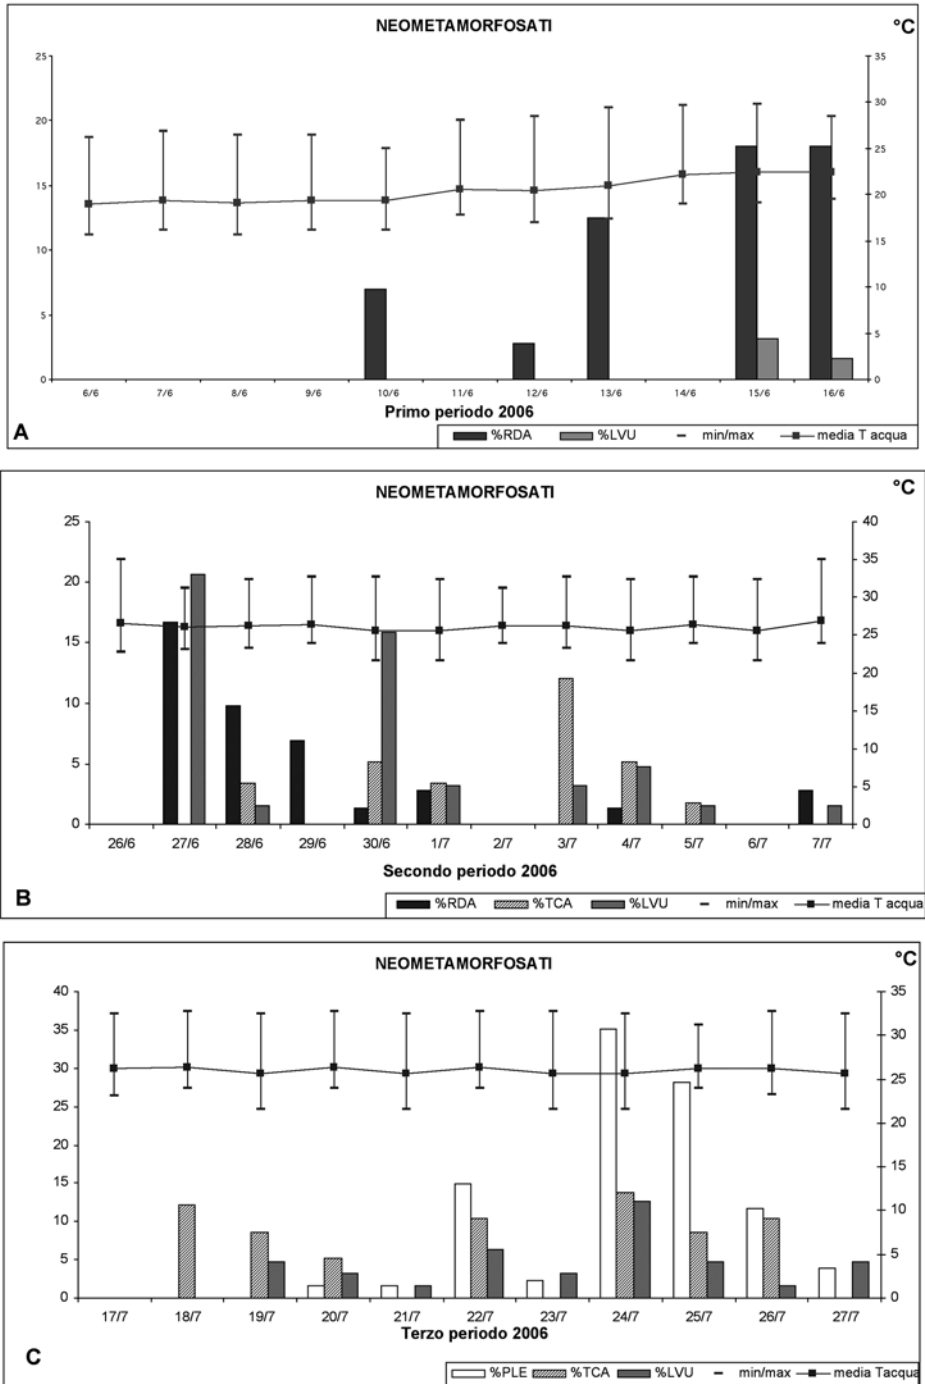 NEOMETAMORFOSATI
°C
25
20
15
10
5
0
35
30
25
20
15
10
5
0
6/6 7/6 8/6 9/6 10/6 11/6 12/6 13/6 14/6 15/6 16/6
Primo periodo 2006
A
%RDA %LVU min/max media T acqua
NEOMETAMORFOSATI
°C
25
20
15
10
5
0
40
35
30
25
20
15
10
5
0
26/6 27/6 28/6 29/6 30/6 1/7 2/7 3/7 4/7 5/7 6/7 7/7
Secondo periodo 2006
B
%RDA %TCA %LVU min/max media T acqua
NEOMETAMORFOSATI
°C
40
35
30
25
20
15
10
5
0
35
30
25
20
15
10
5
0
17/7 18/7 19/7 20/7 21/7 22/7 23/7 24/7 25/7 26/7 27/7
Terzo periodo 2006
C
%PLE %TCA %LVU min/max media Tacqua